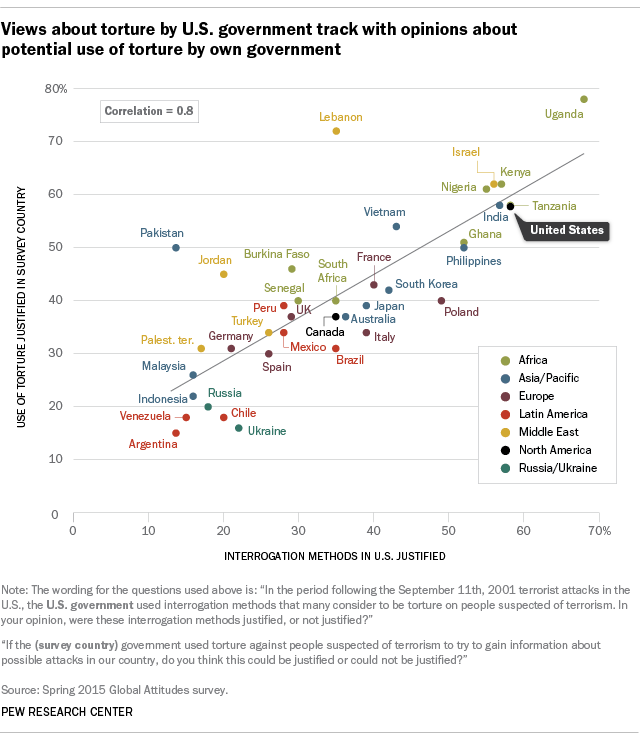 Views about torture by U.S. government track with opinions about
potential use of torture by own government
80%
Correlation = 0.8
Lebanon
Uganda
70
Israel
Kenya
Nigeria
60
Tanzania
India
Vietnam
United States
Pakistan
Ghana
50
Burkina Faso
France
Philippines
Jordan
South
Africa
Senegal
South Korea
40
Peru
UK
Japan
Poland
Turkey
Canada
Australia
Palest. ter.
Germany
Mexico
Italy
30
Spain
Brazil
Malaysia
Indonesia
Russia
20
Venezuela
Chile
Ukraine
Argentina
10
0
USE OF TORTURE JUSTIFIED IN SURVEY COUNTRY
Africa
Asia/Pacific
Europe
Latin America
Middle East
North America
Russia/Ukraine
0 10 20 30 40 50 60 70%
INTERROGATION METHODS IN U.S. JUSTIFIED
Note: The wording for the questions used above is: “In the period following the September 11th, 2001 terrorist attacks in the
U.S., the U.S. government used interrogation methods that many consider to be torture on people suspected of terrorism. In
your opinion, were these interrogation methods justified, or not justified?”
“If the (survey country) government used torture against people suspected of terrorism to try to gain information about
possible attacks in our country, do you think this could be justified or could not be justified?”
Source: Spring 2015 Global Attitudes survey.
PEW RESEARCH CENTER